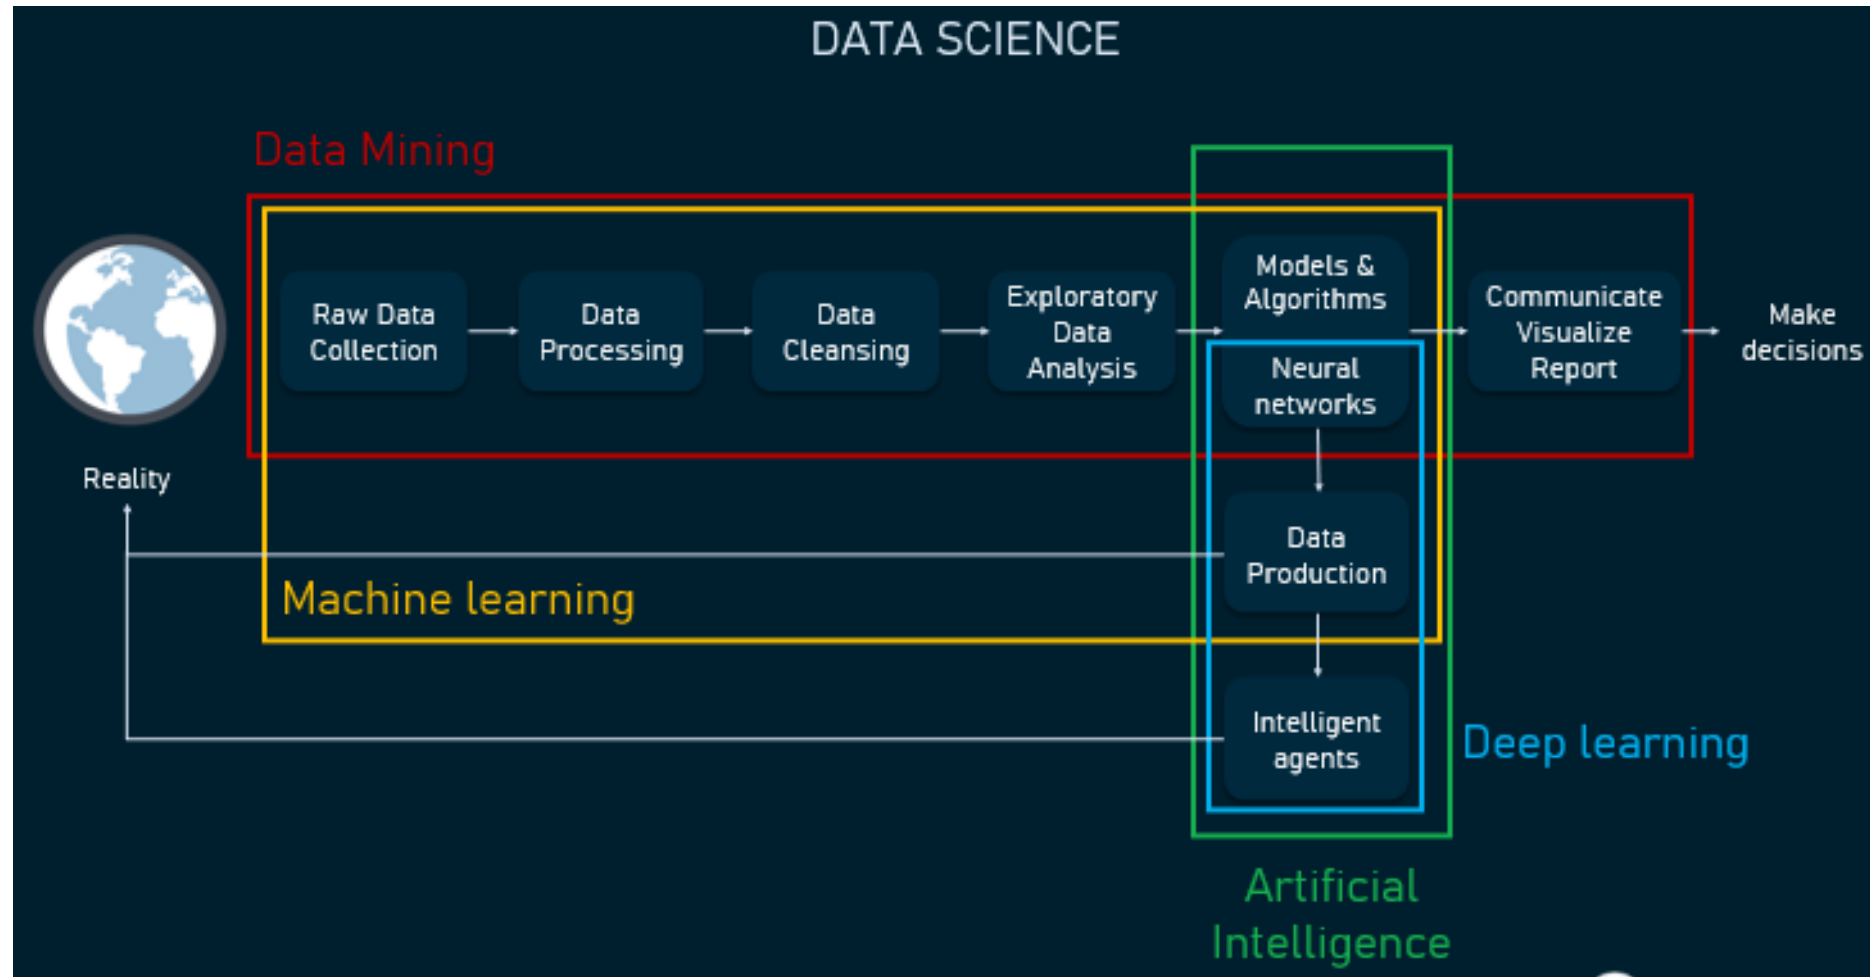 DATA SCIENCE
Data Mining
Raw Data
Collection
Data
Processing
Data
Cleansing
Exploratory
Data
Analysis
Models &
Algorithms
Neural
networks
Communicate
Visualize
Report
Make
decisions
Reality
Data
Production
Machine learning
Intelligent
agents
Deep learning
Artificial
Intelligence